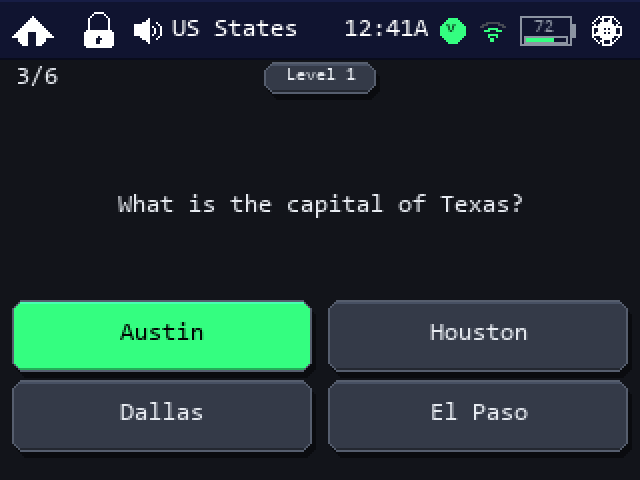 US States 12:41A 72
3/6 Level 1
What is the capital of Texas?
Austin Houston
Dallas El Paso